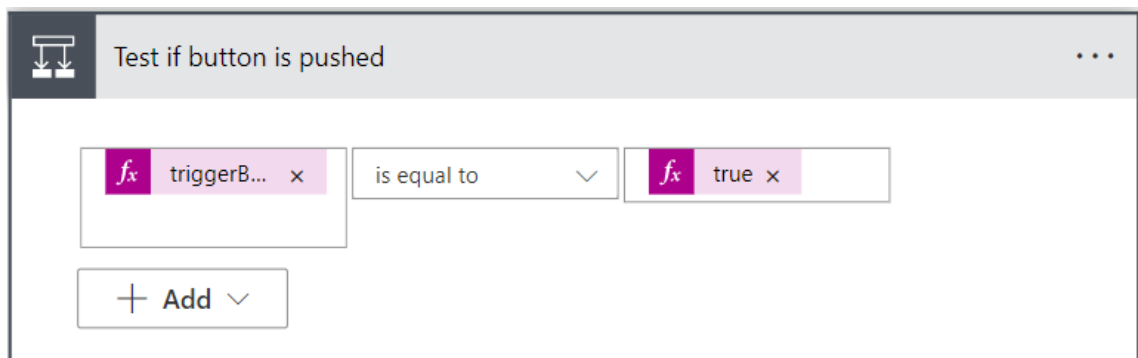 Test if button is pushed
fx triggerB... × is equal to fx true ×
+ Add